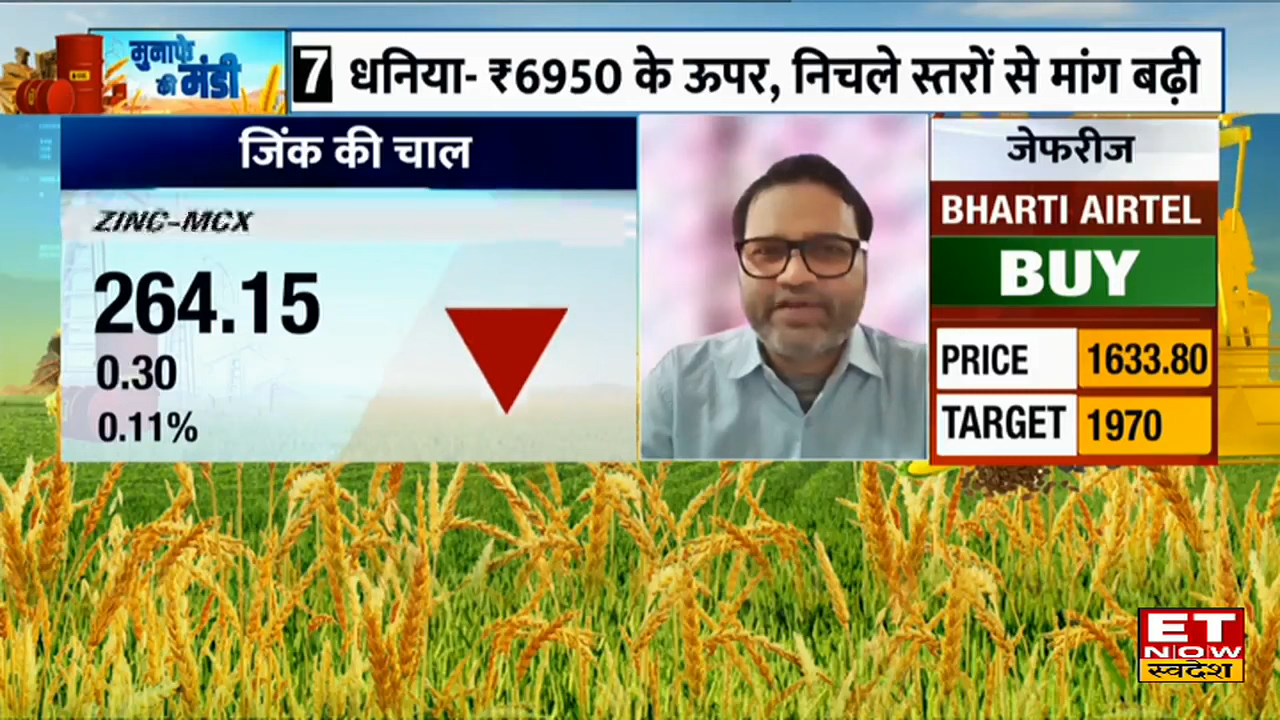 मुनाफे
की मंडी
7 धनिया- ₹6950 के ऊपर, निचले स्तरों से मांग बढ़ी
जिंक की चाल
ZINC-MCX
264.15
0.30
0.11%
जेफरीज
BHARTI AIRTEL
BUY
PRICE 1633.80
TARGET 1970
ET
NOW
स्वदेश